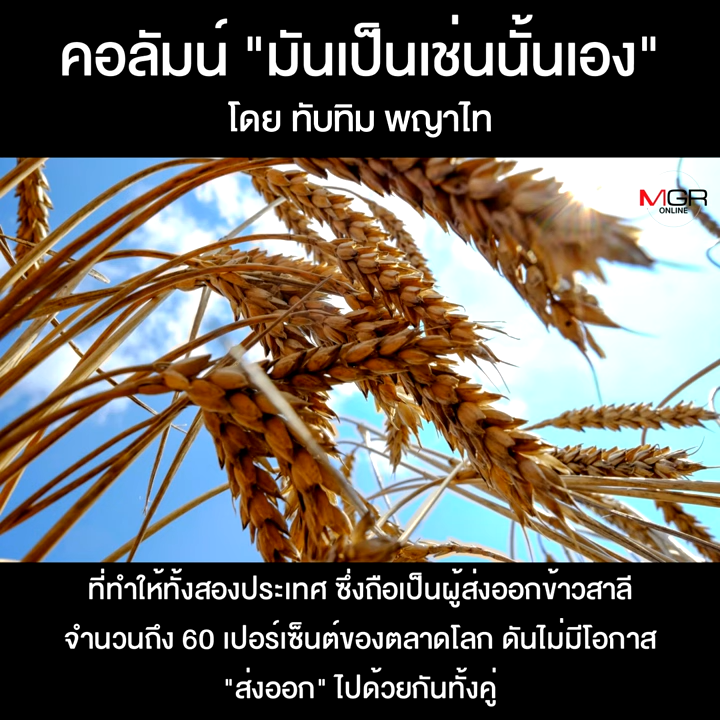 คอลัมน์ "มันเป็นเช่นนั้นเอง"
โดย ทับทิม พญาไท
MGR
ONLINE
ที่ทำให้ทั้งสองประเทศ ซึ่งถือเป็นผู้ส่งออกข้าวสาลี
จำนวนถึง 60 เปอร์เซ็นต์ของตลาดโลก ดันไม่มีโอกาส
"ส่งออก" ไปด้วยกันทั้งคู่